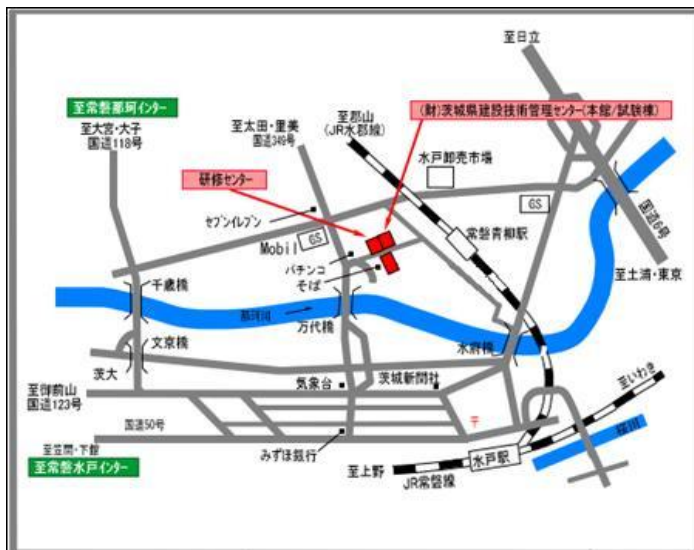 至日立
至常磐那珂インター
至大宮・大子
国道118号
至太田・里美
国道349号
至郡山
(JR水郡線)
(財)茨城県建設技術管理センター(本館/試験棟)
水戸卸売市場
研修センター
セブンイレブン
GS
GS
国道6号
Mobil
常磐青柳駅
パチンコ
そば
至土浦・東京
千歳橋
那珂川
万代橋
文京橋
水府橋
茨大
気象台
茨城新聞社
至いわき
至御前山
国道123号
国道50号
〒
桜川
至笠間・下館
みずほ銀行
至常磐水戸インター
至上野
水戸駅
JR常磐線